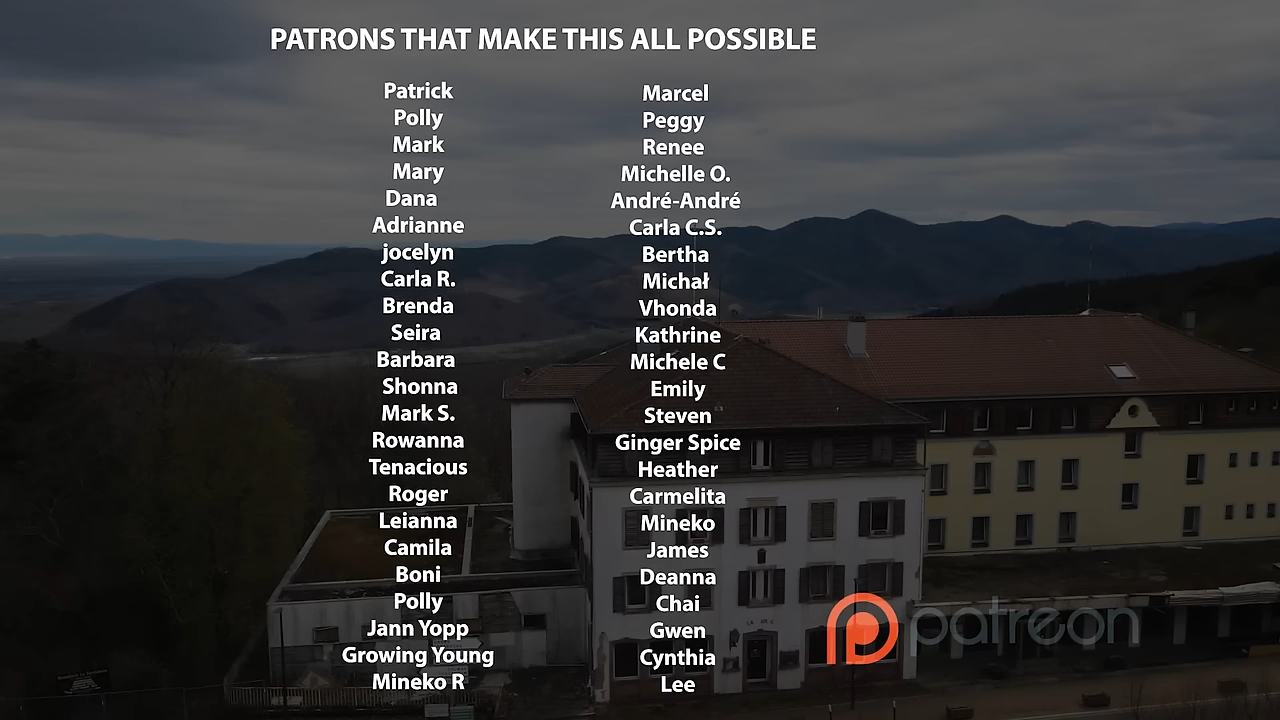 PATRONS THAT MAKE THIS ALL POSSIBLE
Patrick
Polly
Mark
Mary
Dana
Adrianne
jocelyn
Carla R.
Brenda
Seira
Barbara
Shonna
Mark S.
Rowanna
Tenacious
Roger
Leianna
Camila
Boni
Polly
Jann Yopp
Growing Young
Mineko R
Marcel
Peggy
Renee
Michelle O.
André-André
Carla C.S.
Bertha
Michał
Vhonda
Kathrine
Michele C
Emily
Steven
Ginger Spice
Heather
Carmelita
Mineko
James
Deanna
Chai
Gwen
Cynthia
Lee
patreon